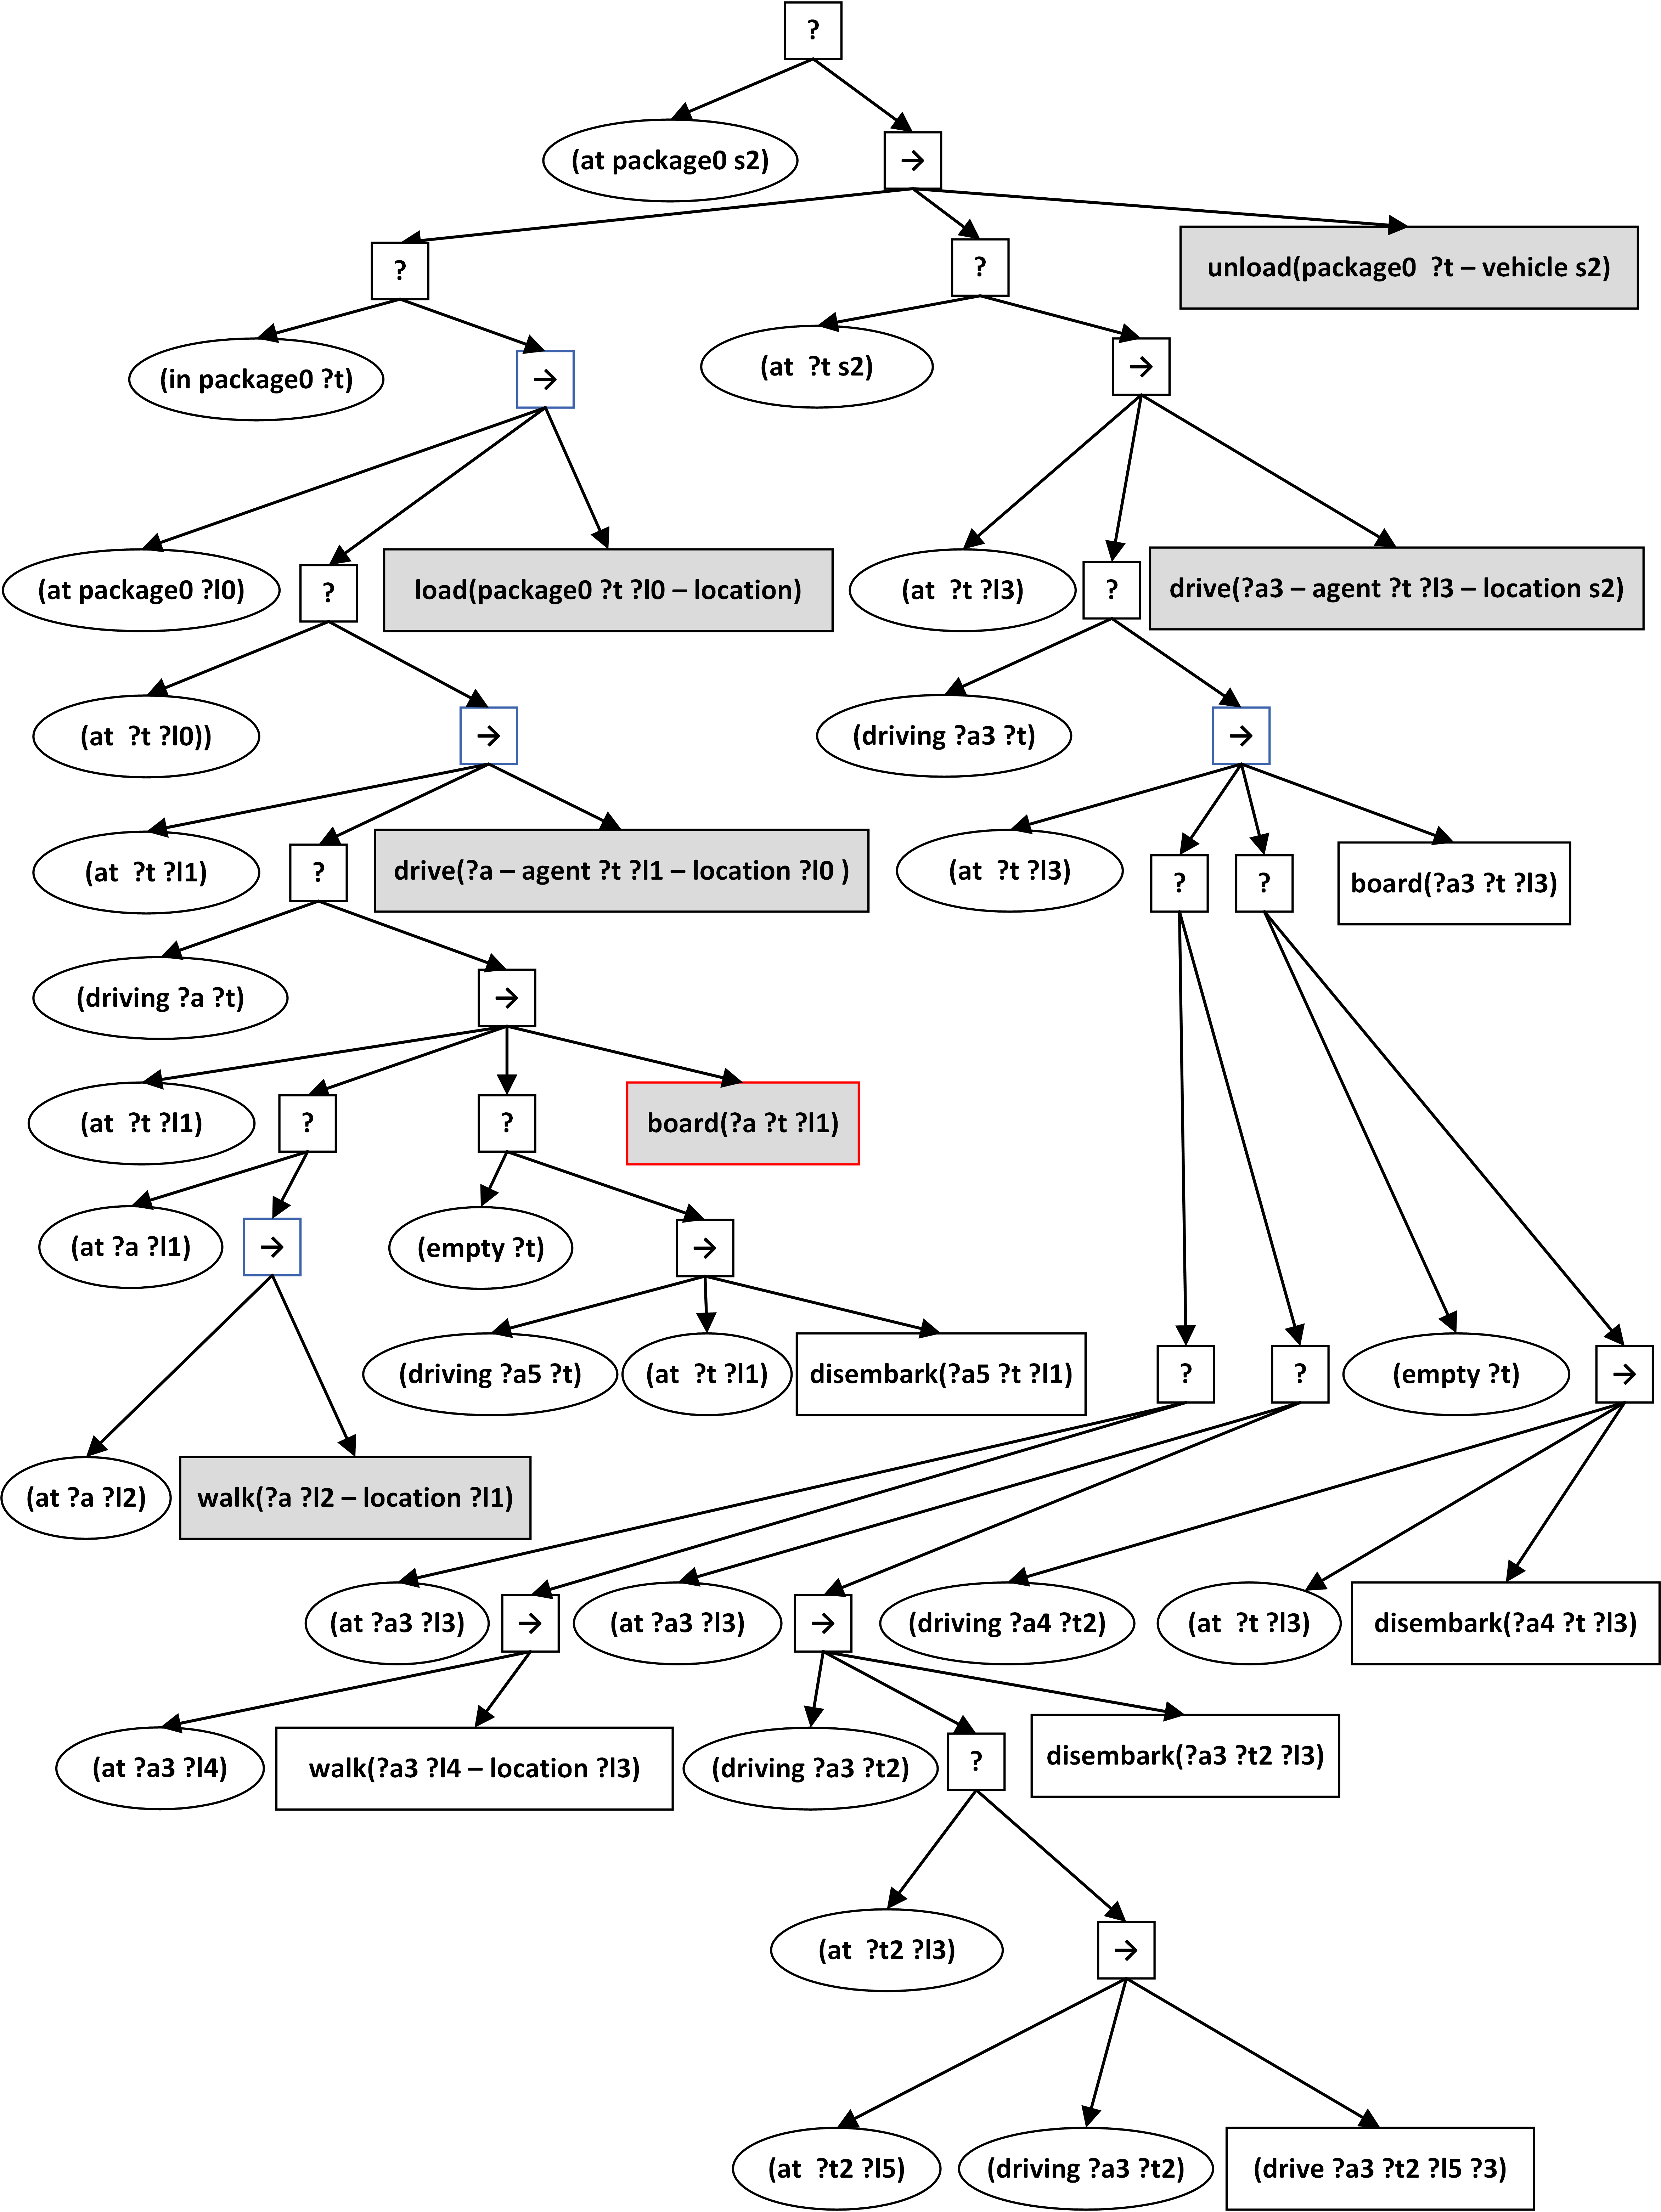 ?
(at package0 s2)
→
?
?
unload(package0 ?t – vehicle s2)
(in package0 ?t)
→
(at ?t s2)
→
(at package0 ?l0)
?
load(package0 ?t ?l0 – location)
(at ?t ?l3)
?
drive(?a3 – agent ?t ?l3 – location s2)
(at ?t ?l0))
→
(driving ?a3 ?t)
→
(at ?t ?l1)
?
drive(?a – agent ?t ?l1 – location ?l0 )
(at ?t ?l3)
?
?
board(?a3 ?t ?l3)
(driving ?a ?t)
→
(at ?t ?l1)
?
?
board(?a ?t ?l1)
(at ?a ?l1)
→
(empty ?t)
→
(driving ?a5 ?t)
(at ?t ?l1)
disembark(?a5 ?t ?l1)
?
?
(empty ?t)
→
(at ?a ?l2)
walk(?a ?l2 – location ?l1)
(at ?a3 ?l3)
→
(at ?a3 ?l3)
→
(driving ?a4 ?t2)
(at ?t ?l3)
disembark(?a4 ?t ?l3)
(at ?a3 ?l4)
walk(?a3 ?l4 – location ?l3)
(driving ?a3 ?t2)
?
disembark(?a3 ?t2 ?l3)
(at ?t2 ?l3)
→
(at ?t2 ?l5)
(driving ?a3 ?t2)
(drive ?a3 ?t2 ?l5 ?3)